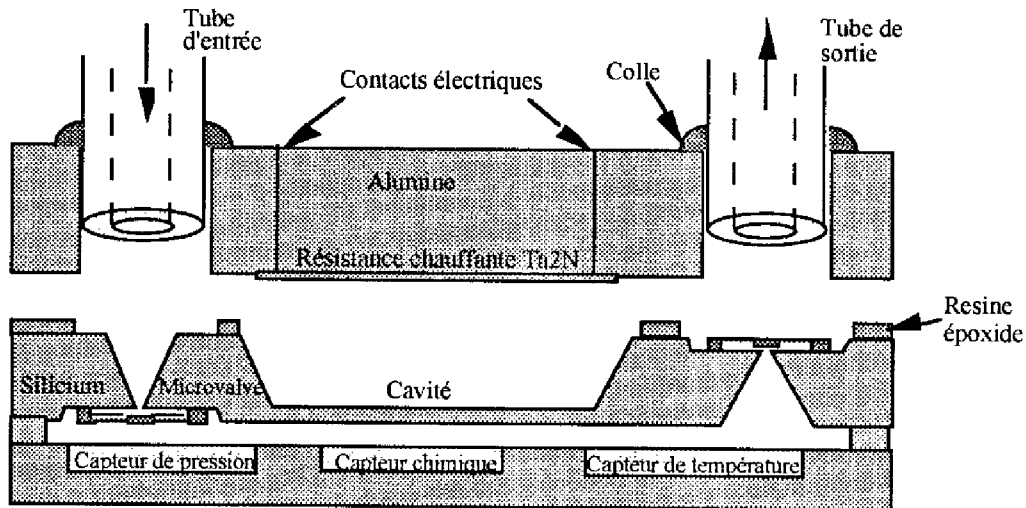 Tube
d'entrée
Tube de
sortie
Contacts électriques
Colle
Alumine
Résistance chauffante Ta2N
Resine
époxide
Silicium
Microvalve
Cavité
Capteur de pression
Capteur chimique
Capteur de température